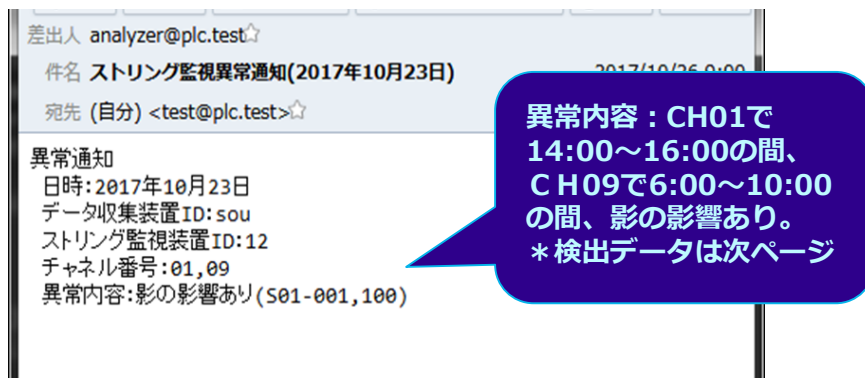 差出人 analyzer@plc.test☆
件名 ストリング監視異常通知(2017年10月23日)
2017/10/26 9:00
宛先 (自分) <test@plc.test>☆
異常通知
日時:2017年10月23日
データ収集装置ID:sou
ストリング監視装置ID:12
チャネル番号:01,09
異常内容:影の影響あり(S01-001,100)
異常内容：CH01で
14:00～16:00の間、
ＣＨ09で6:00～10:00
の間、影の影響あり。
＊検出データは次ページ